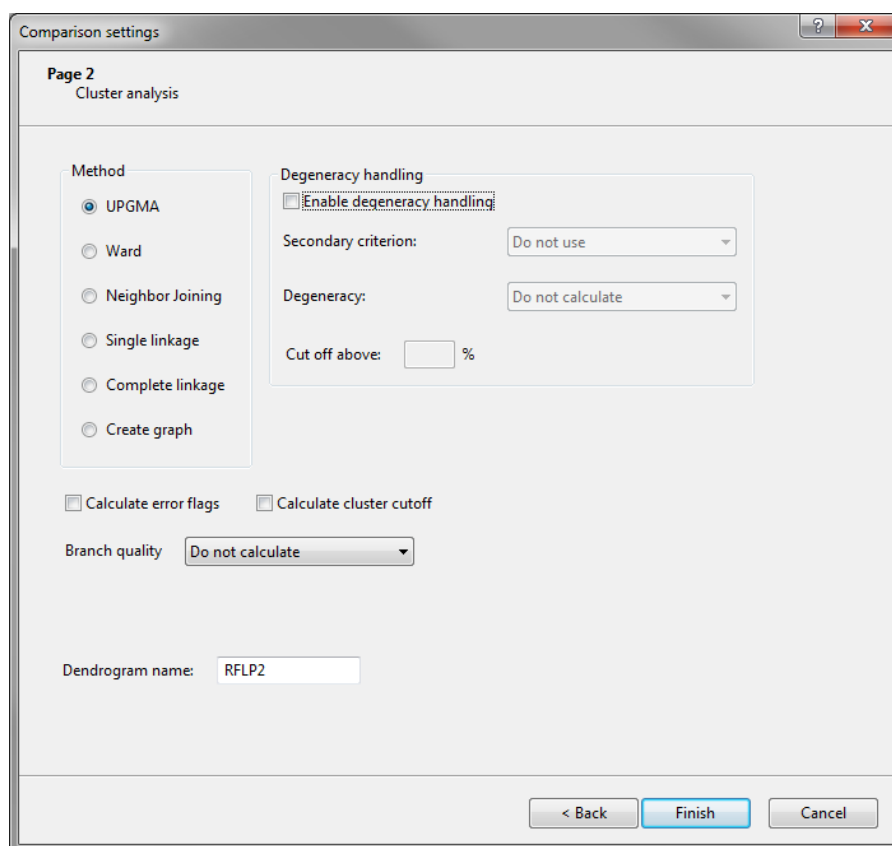 Comparison settings
?
Page 2
Cluster analysis
Method
UPGMA
Ward
Neighbor Joining
Single linkage
Complete linkage
Create graph
Degeneracy handling
Enable degeneracy handling
Secondary criterion: Do not use
Degeneracy: Do not calculate
Cut off above: %
Calculate error flags Calculate cluster cutoff
Branch quality Do not calculate
Dendrogram name: RFLP2
< Back Finish Cancel